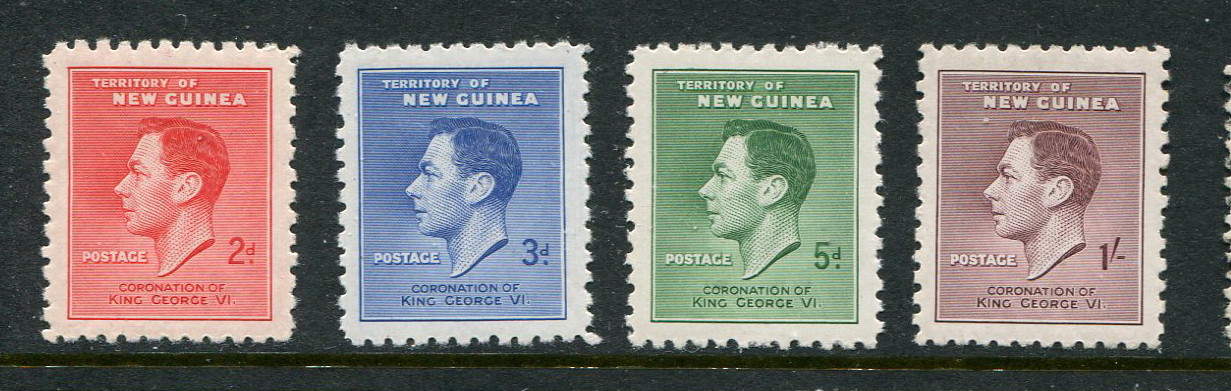 TERRITORY OF
NEW GUINEA
POSTAGE
2d.
CORONATION OF
KING GEORGE VI.
TERRITORY OF
NEW GUINEA
POSTAGE
3d.
CORONATION OF
KING GEORGE VI.
TERRITORY OF
NEW GUINEA
POSTAGE
5d.
CORONATION OF
KING GEORGE VI.
TERRITORY OF
NEW GUINEA
POSTAGE
1/-
CORONATION OF
KING GEORGE VI.